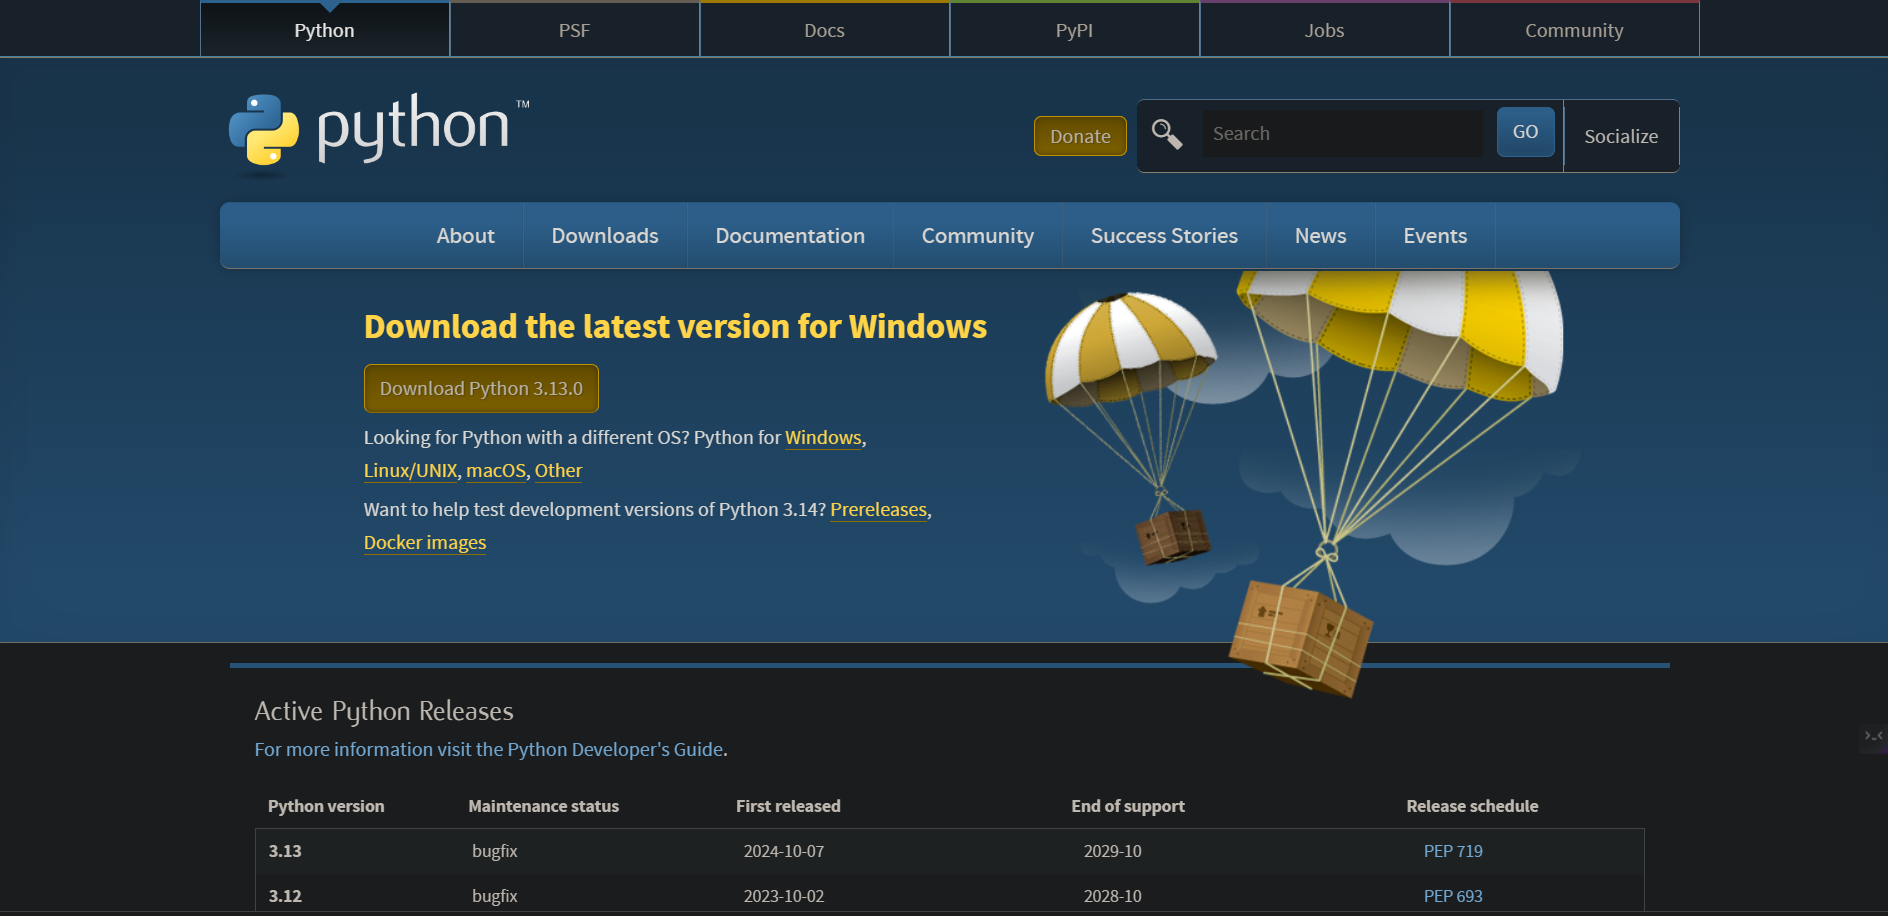 Python PSF Docs PyPI Jobs Community
python™
Donate Search GO Socialize
About Downloads Documentation Community Success Stories News Events
Download the latest version for Windows
Download Python 3.13.0
Looking for Python with a different OS? Python for Windows,
Linux/UNIX, macOS, Other
Want to help test development versions of Python 3.14? Prereleases,
Docker images
Active Python Releases
For more information visit the Python Developer's Guide.
Python version Maintenance status First released End of support Release schedule
3.13 bugfix 2024-10-07 2029-10 PEP 719
3.12 bugfix 2023-10-02 2028-10 PEP 693